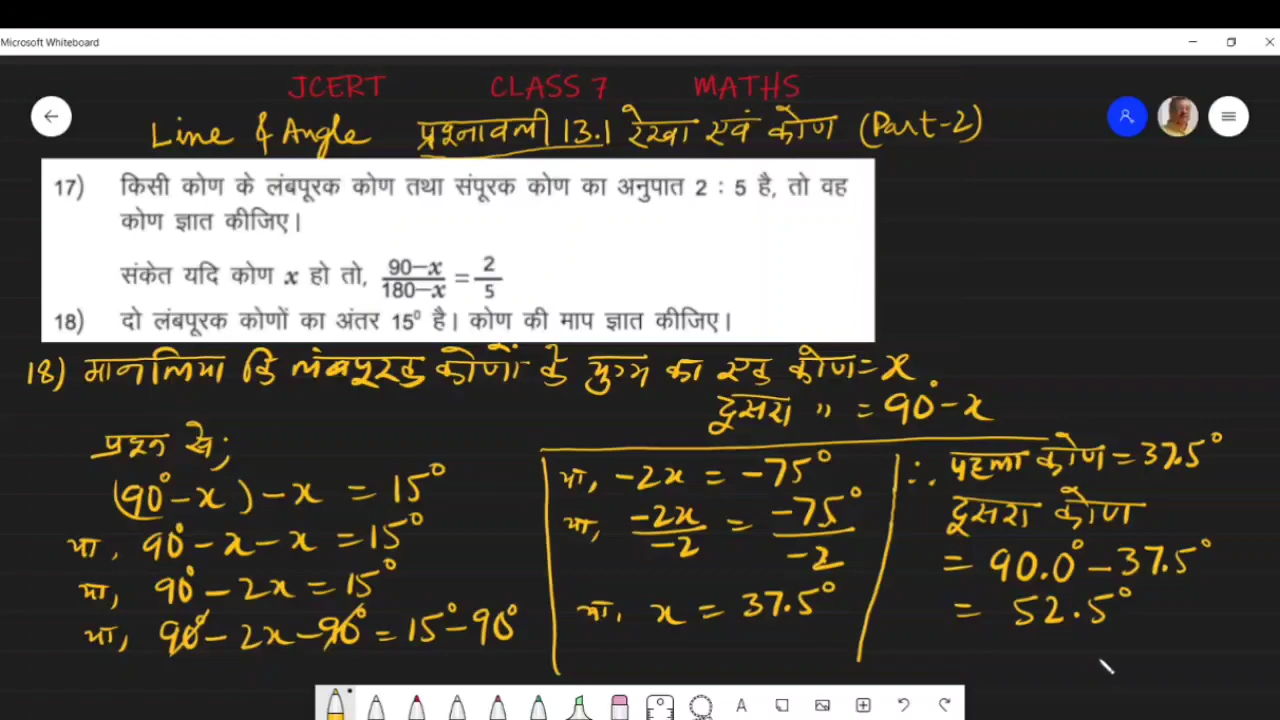 Microsoft Whiteboard
JCERT CLASS 7 MATHS
Line & Angle प्रश्नावली 13.1 रेखा एवं कोण (Part-2)
17) किसी कोण के लंबपूरक कोण तथा संपूरक कोण का अनुपात 2 : 5 है, तो वह
कोण ज्ञात कीजिए।
संकेत यदि कोण x हो तो, 90-x/180-x = 2/5
18) दो लंबपूरक कोणों का अंतर 15° है। कोण की माप ज्ञात कीजिए।
18) मानलिया कि लंबपूरक कोणों के युग्म का एक कोण = x.
दूसरा " = 90° - x
प्रश्न से;
(90° - x) - x = 15°
या, 90° - x - x = 15°
या, 90° - 2x = 15°
या, 90° - 2x - 90° = 15° - 90°
या, -2x = -75°
या, -2x/-2 = -75°/-2
या, x = 37.5°
∴ पहला कोण = 37.5°
दूसरा कोण
= 90.0° - 37.5°
= 52.5°
A